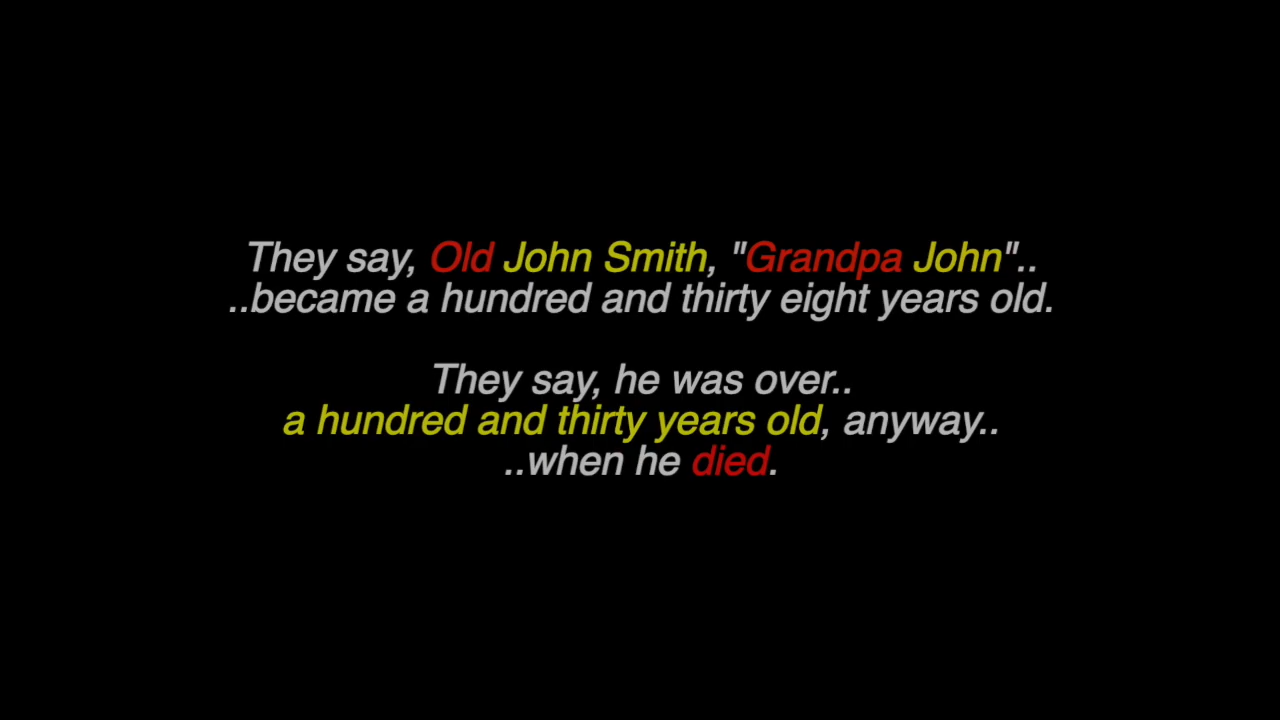 They say, Old John Smith, "Grandpa John"..
..became a hundred and thirty eight years old.
They say, he was over..
a hundred and thirty years old, anyway..
..when he died.